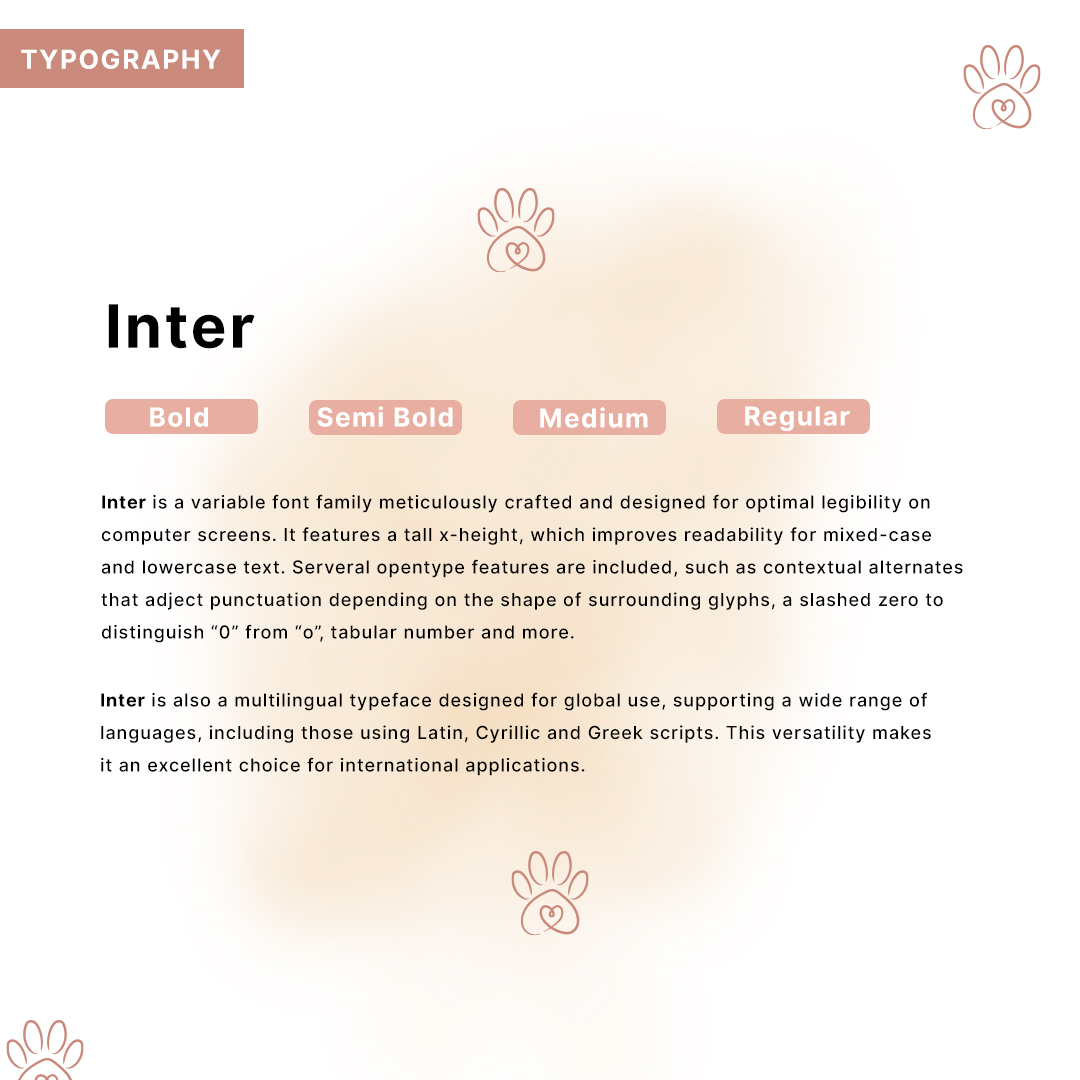 TYPOGRAPHY
Inter
Bold
Semi Bold
Medium
Regular
Inter is a variable font family meticulously crafted and designed for optimal legibility on
computer screens. It features a tall x-height, which improves readability for mixed-case
and lowercase text. Serveral opentype features are included, such as contextual alternates
that adject punctuation depending on the shape of surrounding glyphs, a slashed zero to
distinguish “0” from “o”, tabular number and more.
Inter is also a multilingual typeface designed for global use, supporting a wide range of
languages, including those using Latin, Cyrillic and Greek scripts. This versatility makes
it an excellent choice for international applications.